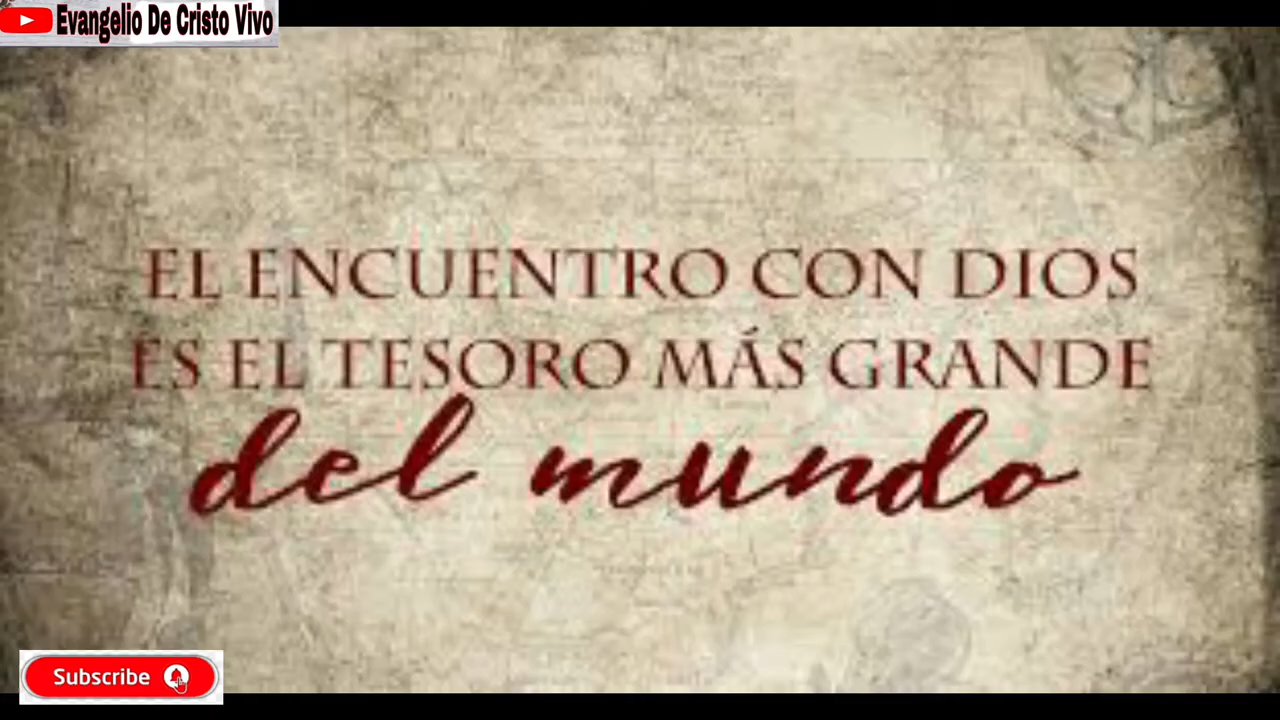 Evangelio De Cristo Vivo
EL ENCUENTRO CON DIOS
ES EL TESORO MÁS GRANDE
del mundo
Subscribe